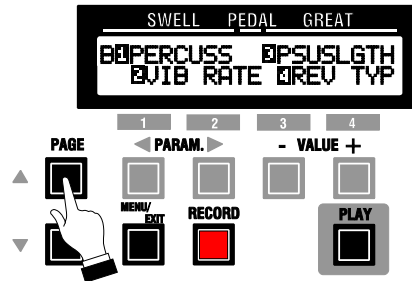 SWELL PEDAL GREAT
B1PERCUSS 3PSUSLGTH
2VIB RATE 4REV TYP
1 2 3 4
PAGE ◀ PARAM. ▶ - VALUE +
MENU/
EXIT RECORD PLAY